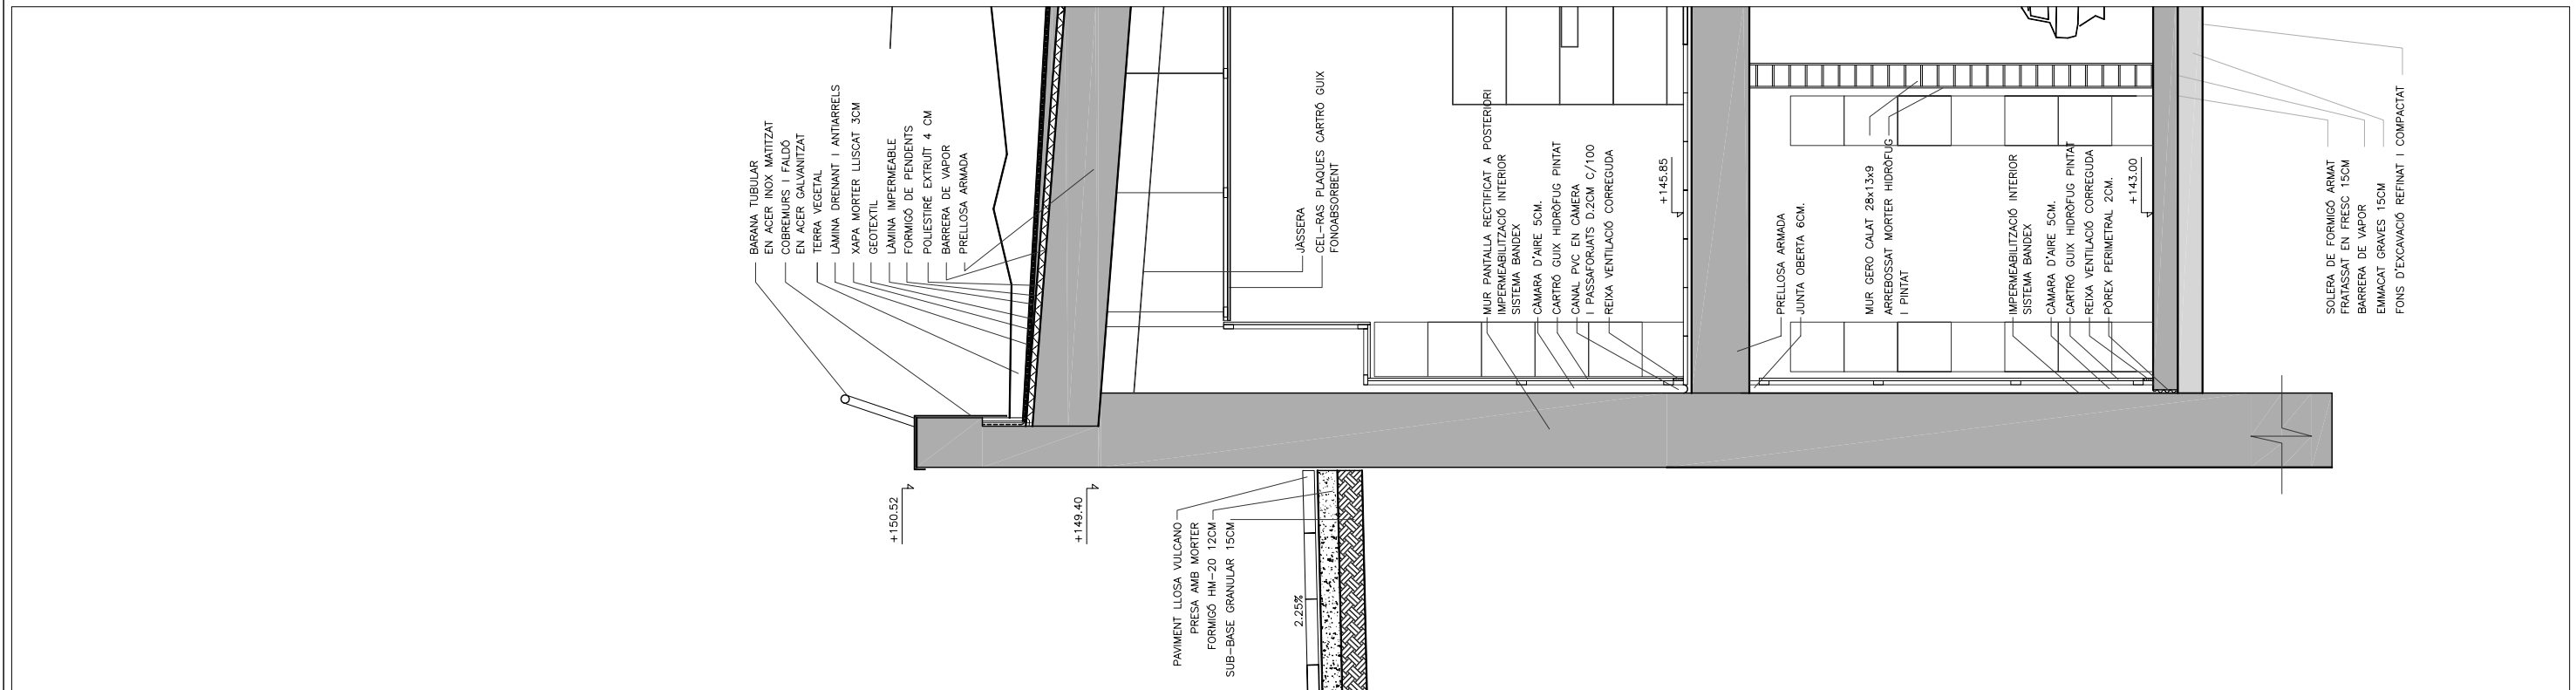 BARANA TUBULAR
EN ACER INOX MATITZAT
COBREMURS I FALDÓ
EN ACER GALVANITZAT
TERRA VEGETAL
LÀMINA DRENANT I ANTIARRELS
XAPA MORTER LLISCAT 3CM
GEOTEXTIL
LÀMINA IMPERMEABLE
FORMIGÓ DE PENDENTS
POLIESTIRÉ EXTRUÏT 4 CM
BARRERA DE VAPOR
PRELLOSA ARMADA
+150.52
+149.40
PAVIMENT LLOSA VULCANO
PRESA AMB MORTER
FORMIGÓ HM-20 12CM
SUB-BASE GRANULAR 15CM
2.25%
JÀSSERA
CEL-RAS PLAQUES CARTRÓ GUIX
FONOABSORBENT
MUR PANTALLA RECTIFICAT A POSTERIORI
IMPERMEABILITZACIÓ INTERIOR
SISTEMA BANDEX
CÀMARA D'AIRE 5CM.
CARTRÓ GUIX HIDRÒFUG PINTAT
CANAL PVC EN CÀMERA
I PASSAFORJATS D.2CM C/100
REIXA VENTILACIÓ CORREGUDA
+145.85
PRELLOSA ARMADA
JUNTA OBERTA 6CM.
MUR GERO CALAT 28x13x9
ARREBOSSAT MORTER HIDRÒFUG
I PINTAT
IMPERMEABILITZACIÓ INTERIOR
SISTEMA BANDEX
CÀMARA D'AIRE 5CM.
CARTRÓ GUIX HIDRÒFUG PINTAT
REIXA VENTILACIÓ CORREGUDA
PÒREX PERIMETRAL 2CM.
+143.00
SOLERA DE FORMIGÓ ARMAT
FRATASSAT EN FRESC 15CM
BARRERA DE VAPOR
EMMACAT GRAVES 15CM
FONS D'EXCAVACIÓ REFINAT I COMPACTAT